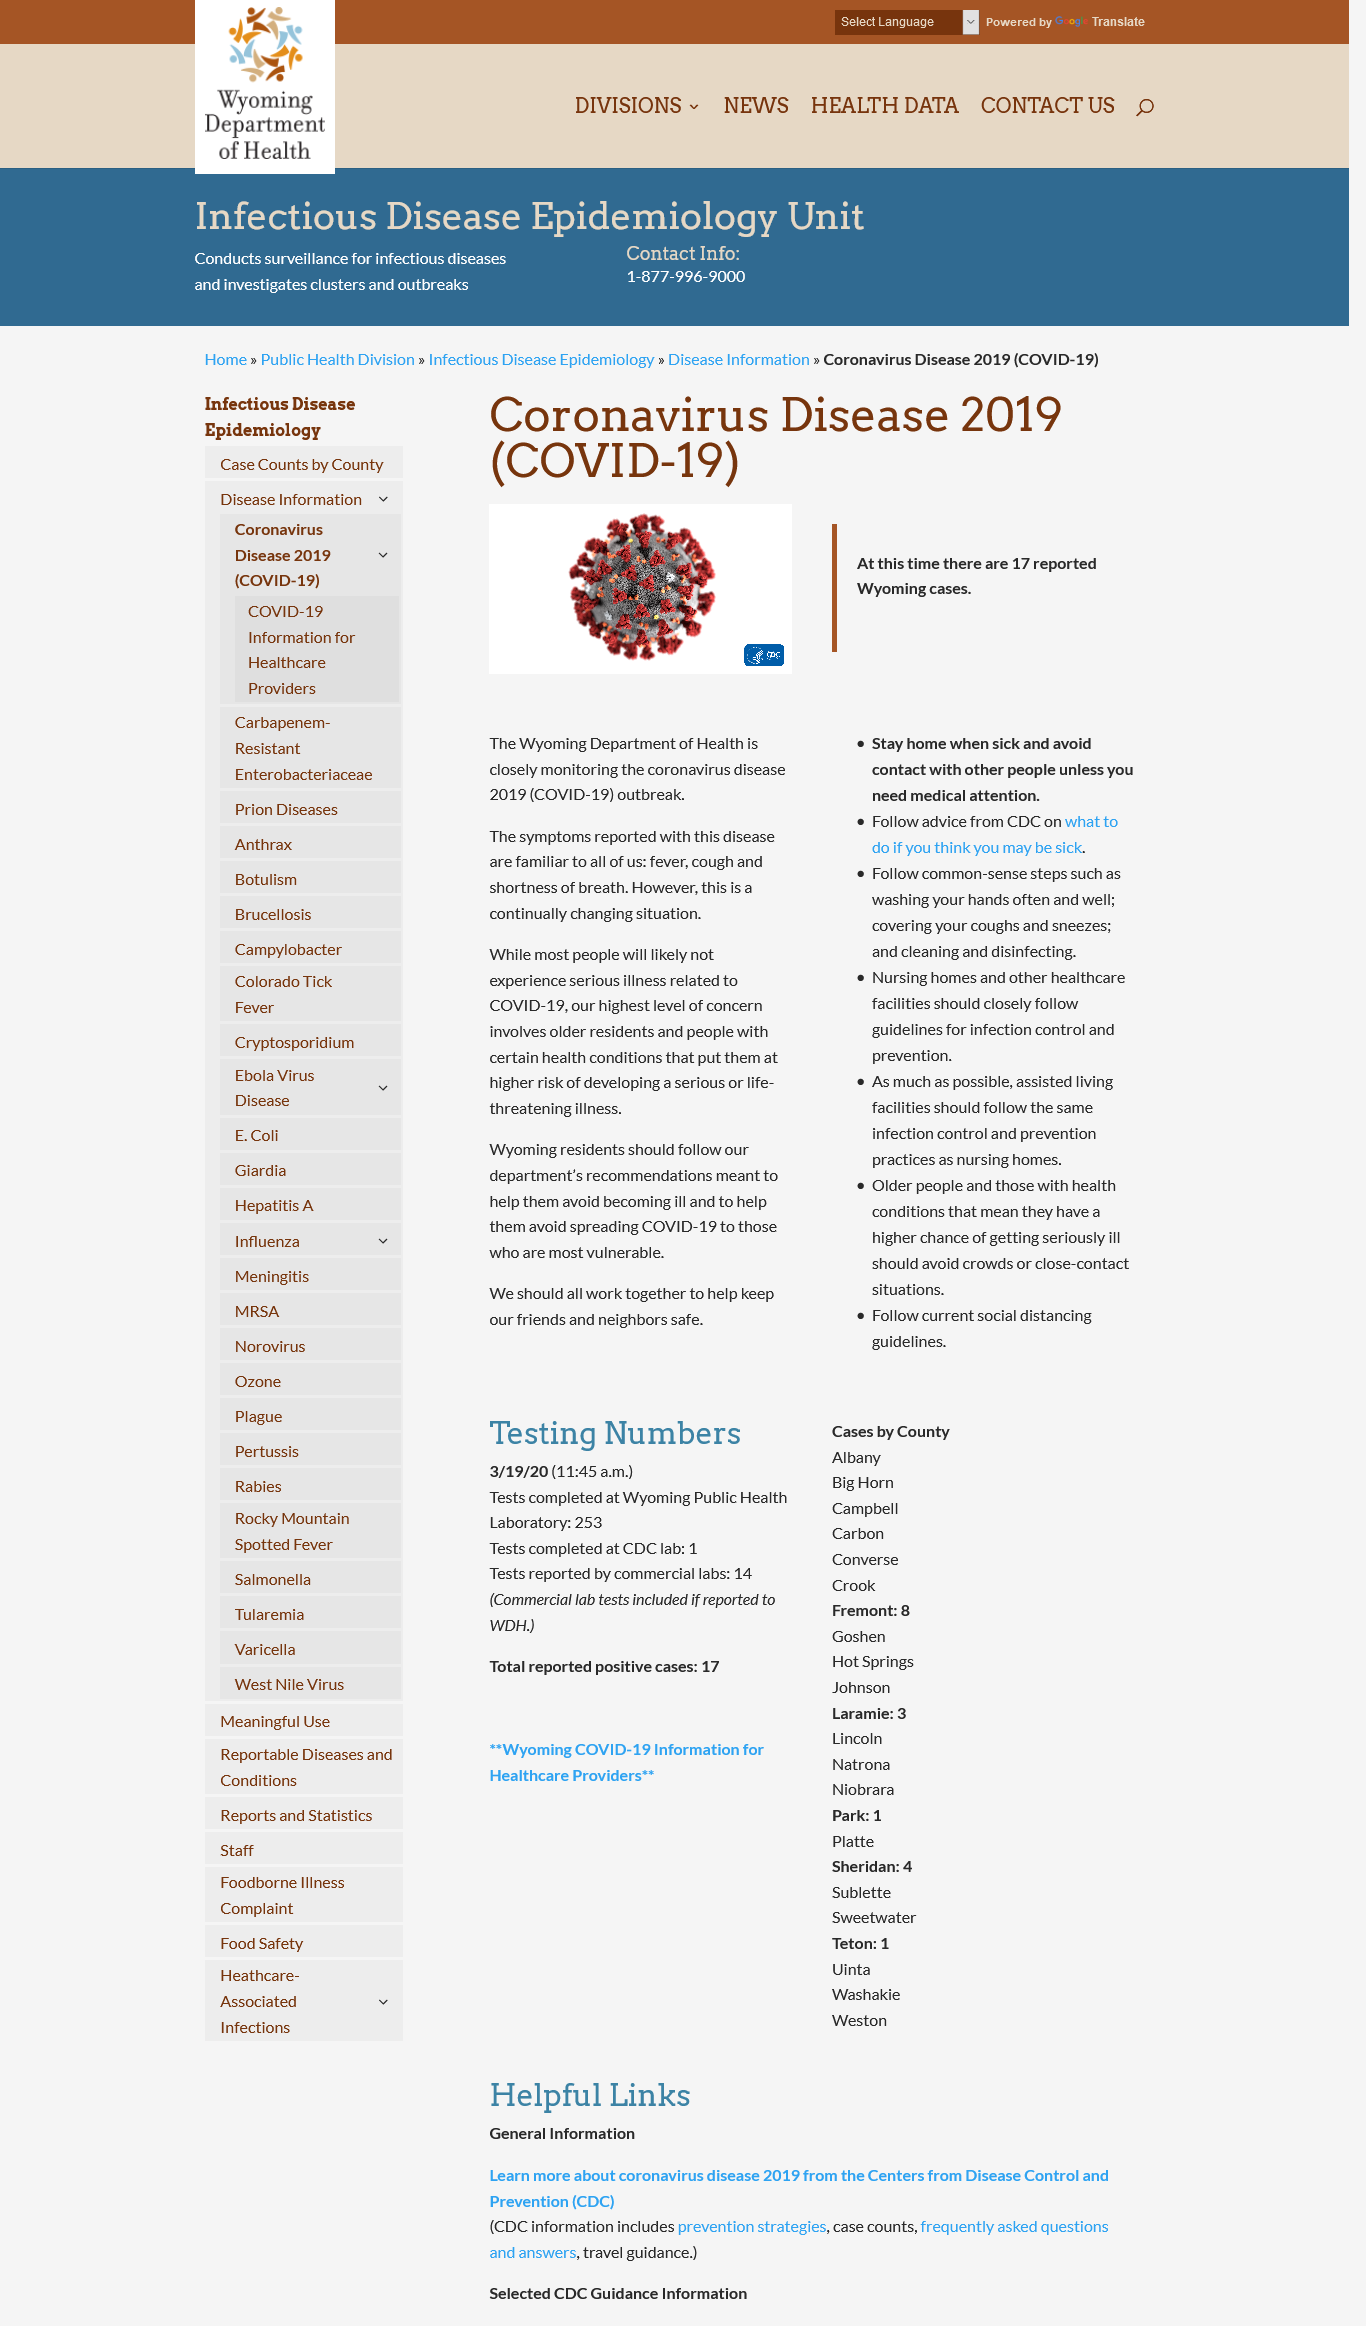 Select Language
Powered by Google Translate
Wyoming
Department
of Health
DIVISIONS
NEWS
HEALTH DATA
CONTACT US
Infectious Disease Epidemiology Unit
Conducts surveillance for infectious diseases
and investigates clusters and outbreaks
Contact Info:
1-877-996-9000
Home » Public Health Division » Infectious Disease Epidemiology » Disease Information » Coronavirus Disease 2019 (COVID-19)
Infectious Disease
Epidemiology
Case Counts by County
Disease Information
Coronavirus
Disease 2019
(COVID-19)
COVID-19
Information for
Healthcare
Providers
Carbapenem-
Resistant
Enterobacteriaceae
Prion Diseases
Anthrax
Botulism
Brucellosis
Campylobacter
Colorado Tick
Fever
Cryptosporidium
Ebola Virus
Disease
E. Coli
Giardia
Hepatitis A
Influenza
Meningitis
MRSA
Norovirus
Ozone
Plague
Pertussis
Rabies
Rocky Mountain
Spotted Fever
Salmonella
Tularemia
Varicella
West Nile Virus
Meaningful Use
Reportable Diseases and
Conditions
Reports and Statistics
Staff
Foodborne Illness
Complaint
Food Safety
Heathcare-
Associated
Infections
Coronavirus Disease 2019
(COVID-19)
CDC
At this time there are 17 reported
Wyoming cases.
The Wyoming Department of Health is
closely monitoring the coronavirus disease
2019 (COVID-19) outbreak.
The symptoms reported with this disease
are familiar to all of us: fever, cough and
shortness of breath. However, this is a
continually changing situation.
While most people will likely not
experience serious illness related to
COVID-19, our highest level of concern
involves older residents and people with
certain health conditions that put them at
higher risk of developing a serious or life-
threatening illness.
Wyoming residents should follow our
department’s recommendations meant to
help them avoid becoming ill and to help
them avoid spreading COVID-19 to those
who are most vulnerable.
We should all work together to help keep
our friends and neighbors safe.
• Stay home when sick and avoid
contact with other people unless you
need medical attention.
• Follow advice from CDC on what to
do if you think you may be sick.
• Follow common-sense steps such as
washing your hands often and well;
covering your coughs and sneezes;
and cleaning and disinfecting.
• Nursing homes and other healthcare
facilities should closely follow
guidelines for infection control and
prevention.
• As much as possible, assisted living
facilities should follow the same
infection control and prevention
practices as nursing homes.
• Older people and those with health
conditions that mean they have a
higher chance of getting seriously ill
should avoid crowds or close-contact
situations.
• Follow current social distancing
guidelines.
Testing Numbers
3/19/20 (11:45 a.m.)
Tests completed at Wyoming Public Health
Laboratory: 253
Tests completed at CDC lab: 1
Tests reported by commercial labs: 14
(Commercial lab tests included if reported to
WDH.)
Total reported positive cases: 17
**Wyoming COVID-19 Information for
Healthcare Providers**
Cases by County
Albany
Big Horn
Campbell
Carbon
Converse
Crook
Fremont: 8
Goshen
Hot Springs
Johnson
Laramie: 3
Lincoln
Natrona
Niobrara
Park: 1
Platte
Sheridan: 4
Sublette
Sweetwater
Teton: 1
Uinta
Washakie
Weston
Helpful Links
General Information
Learn more about coronavirus disease 2019 from the Centers from Disease Control and
Prevention (CDC)
(CDC information includes prevention strategies, case counts, frequently asked questions
and answers, travel guidance.)
Selected CDC Guidance Information